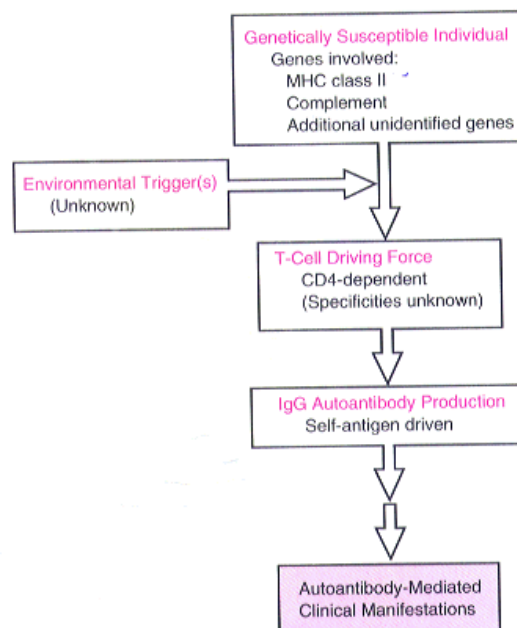 Genetically Susceptible Individual
Genes involved:
MHC class II
Complement
Additional unidentified genes
Environmental Trigger(s)
(Unknown)
T-Cell Driving Force
CD4-dependent
(Specificities unknown)
IgG Autoantibody Production
Self-antigen driven
Autoantibody-Mediated
Clinical Manifestations